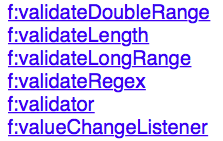 f:validateDoubleRange
f:validateLength
f:validateLongRange
f:validateRegex
f:validator
f:valueChangeListener